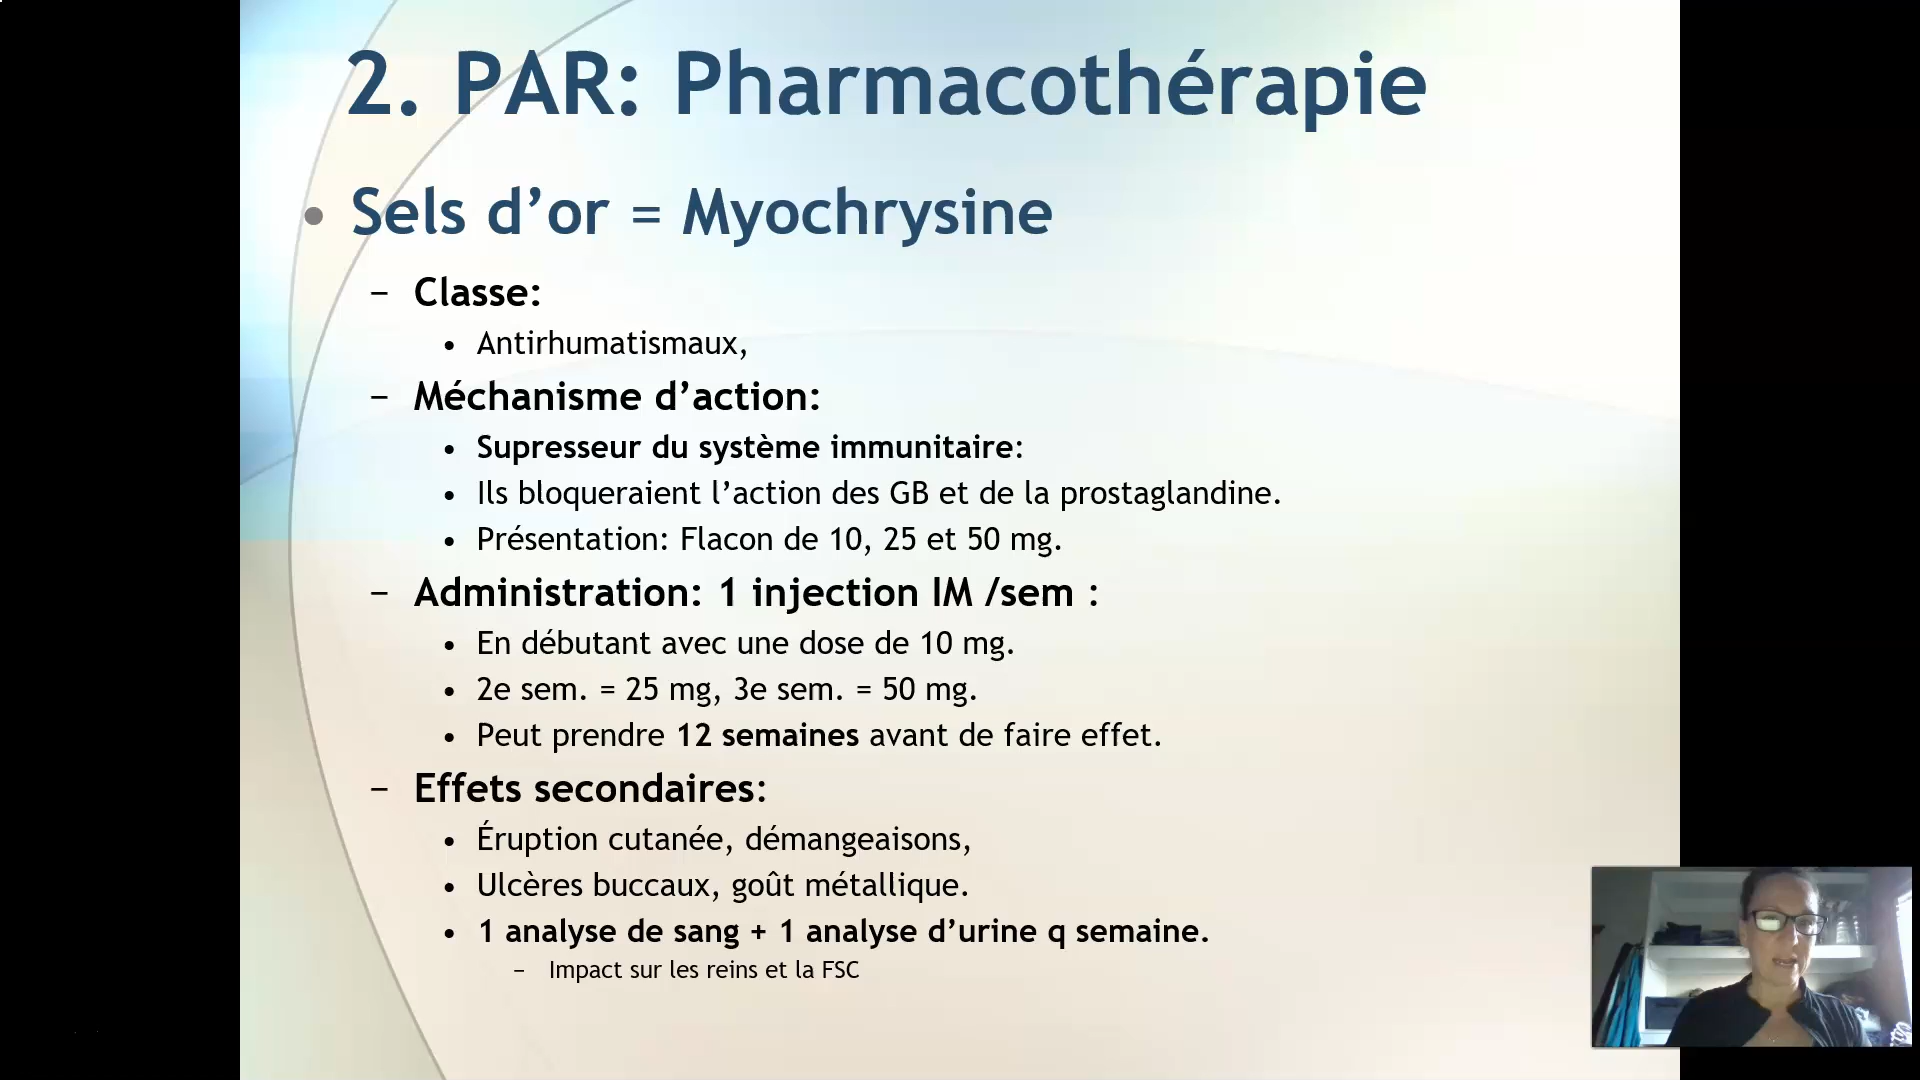 2. PAR: Pharmacothérapie
• Sels d’or = Myochrysine
– Classe:
• Antirhumatismaux,
– Méchanisme d’action:
• Supresseur du système immunitaire:
• Ils bloqueraient l’action des GB et de la prostaglandine.
• Présentation: Flacon de 10, 25 et 50 mg.
– Administration: 1 injection IM /sem :
• En débutant avec une dose de 10 mg.
• 2e sem. = 25 mg, 3e sem. = 50 mg.
• Peut prendre 12 semaines avant de faire effet.
– Effets secondaires:
• Éruption cutanée, démangeaisons,
• Ulcères buccaux, goût métallique.
• 1 analyse de sang + 1 analyse d’urine q semaine.
– Impact sur les reins et la FSC